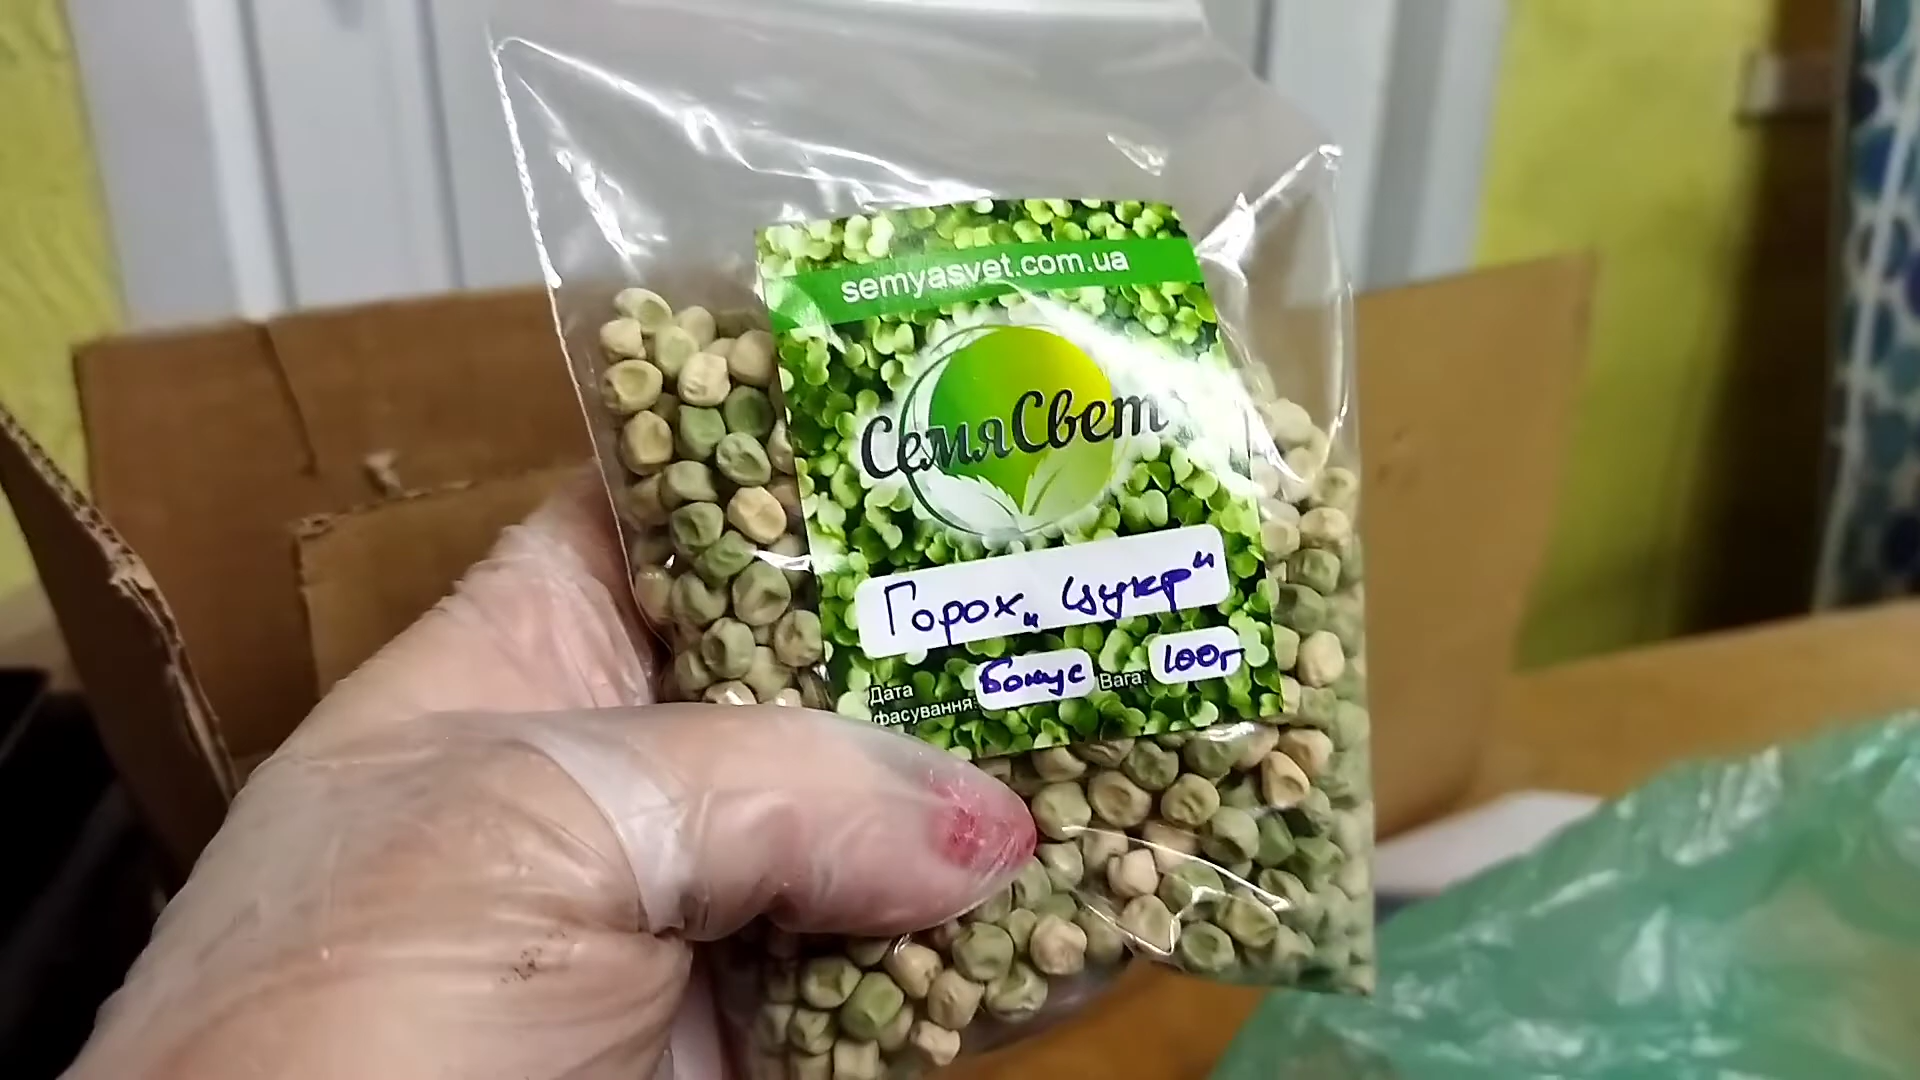 semyasvet.com.ua
СемяСвет
Горох „Цукр"
Дата фасування: Бонус Вага: 100г